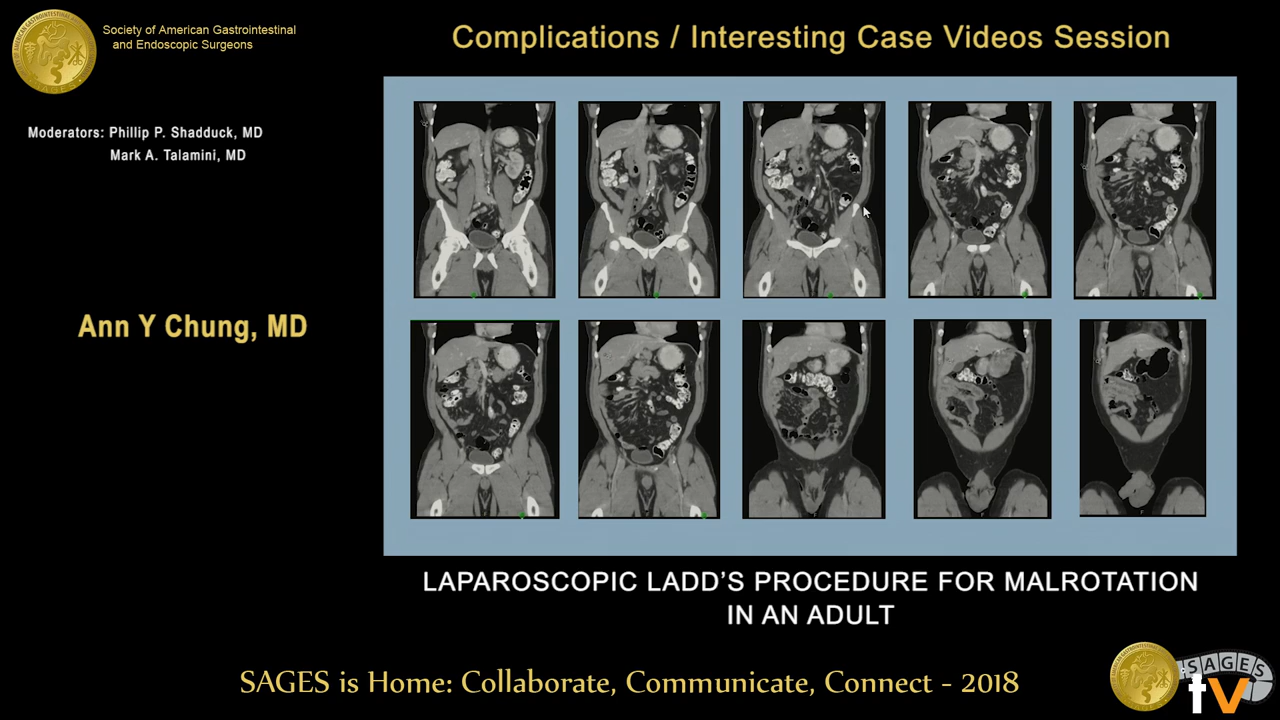 Society of American Gastrointestinal
and Endoscopic Surgeons
Complications / Interesting Case Videos Session
Moderators: Phillip P. Shadduck, MD
Mark A. Talamini, MD
Ann Y Chung, MD
LAPAROSCOPIC LADD'S PROCEDURE FOR MALROTATION
IN AN ADULT
SAGES is Home: Collaborate, Communicate, Connect - 2018
SAGES
tv